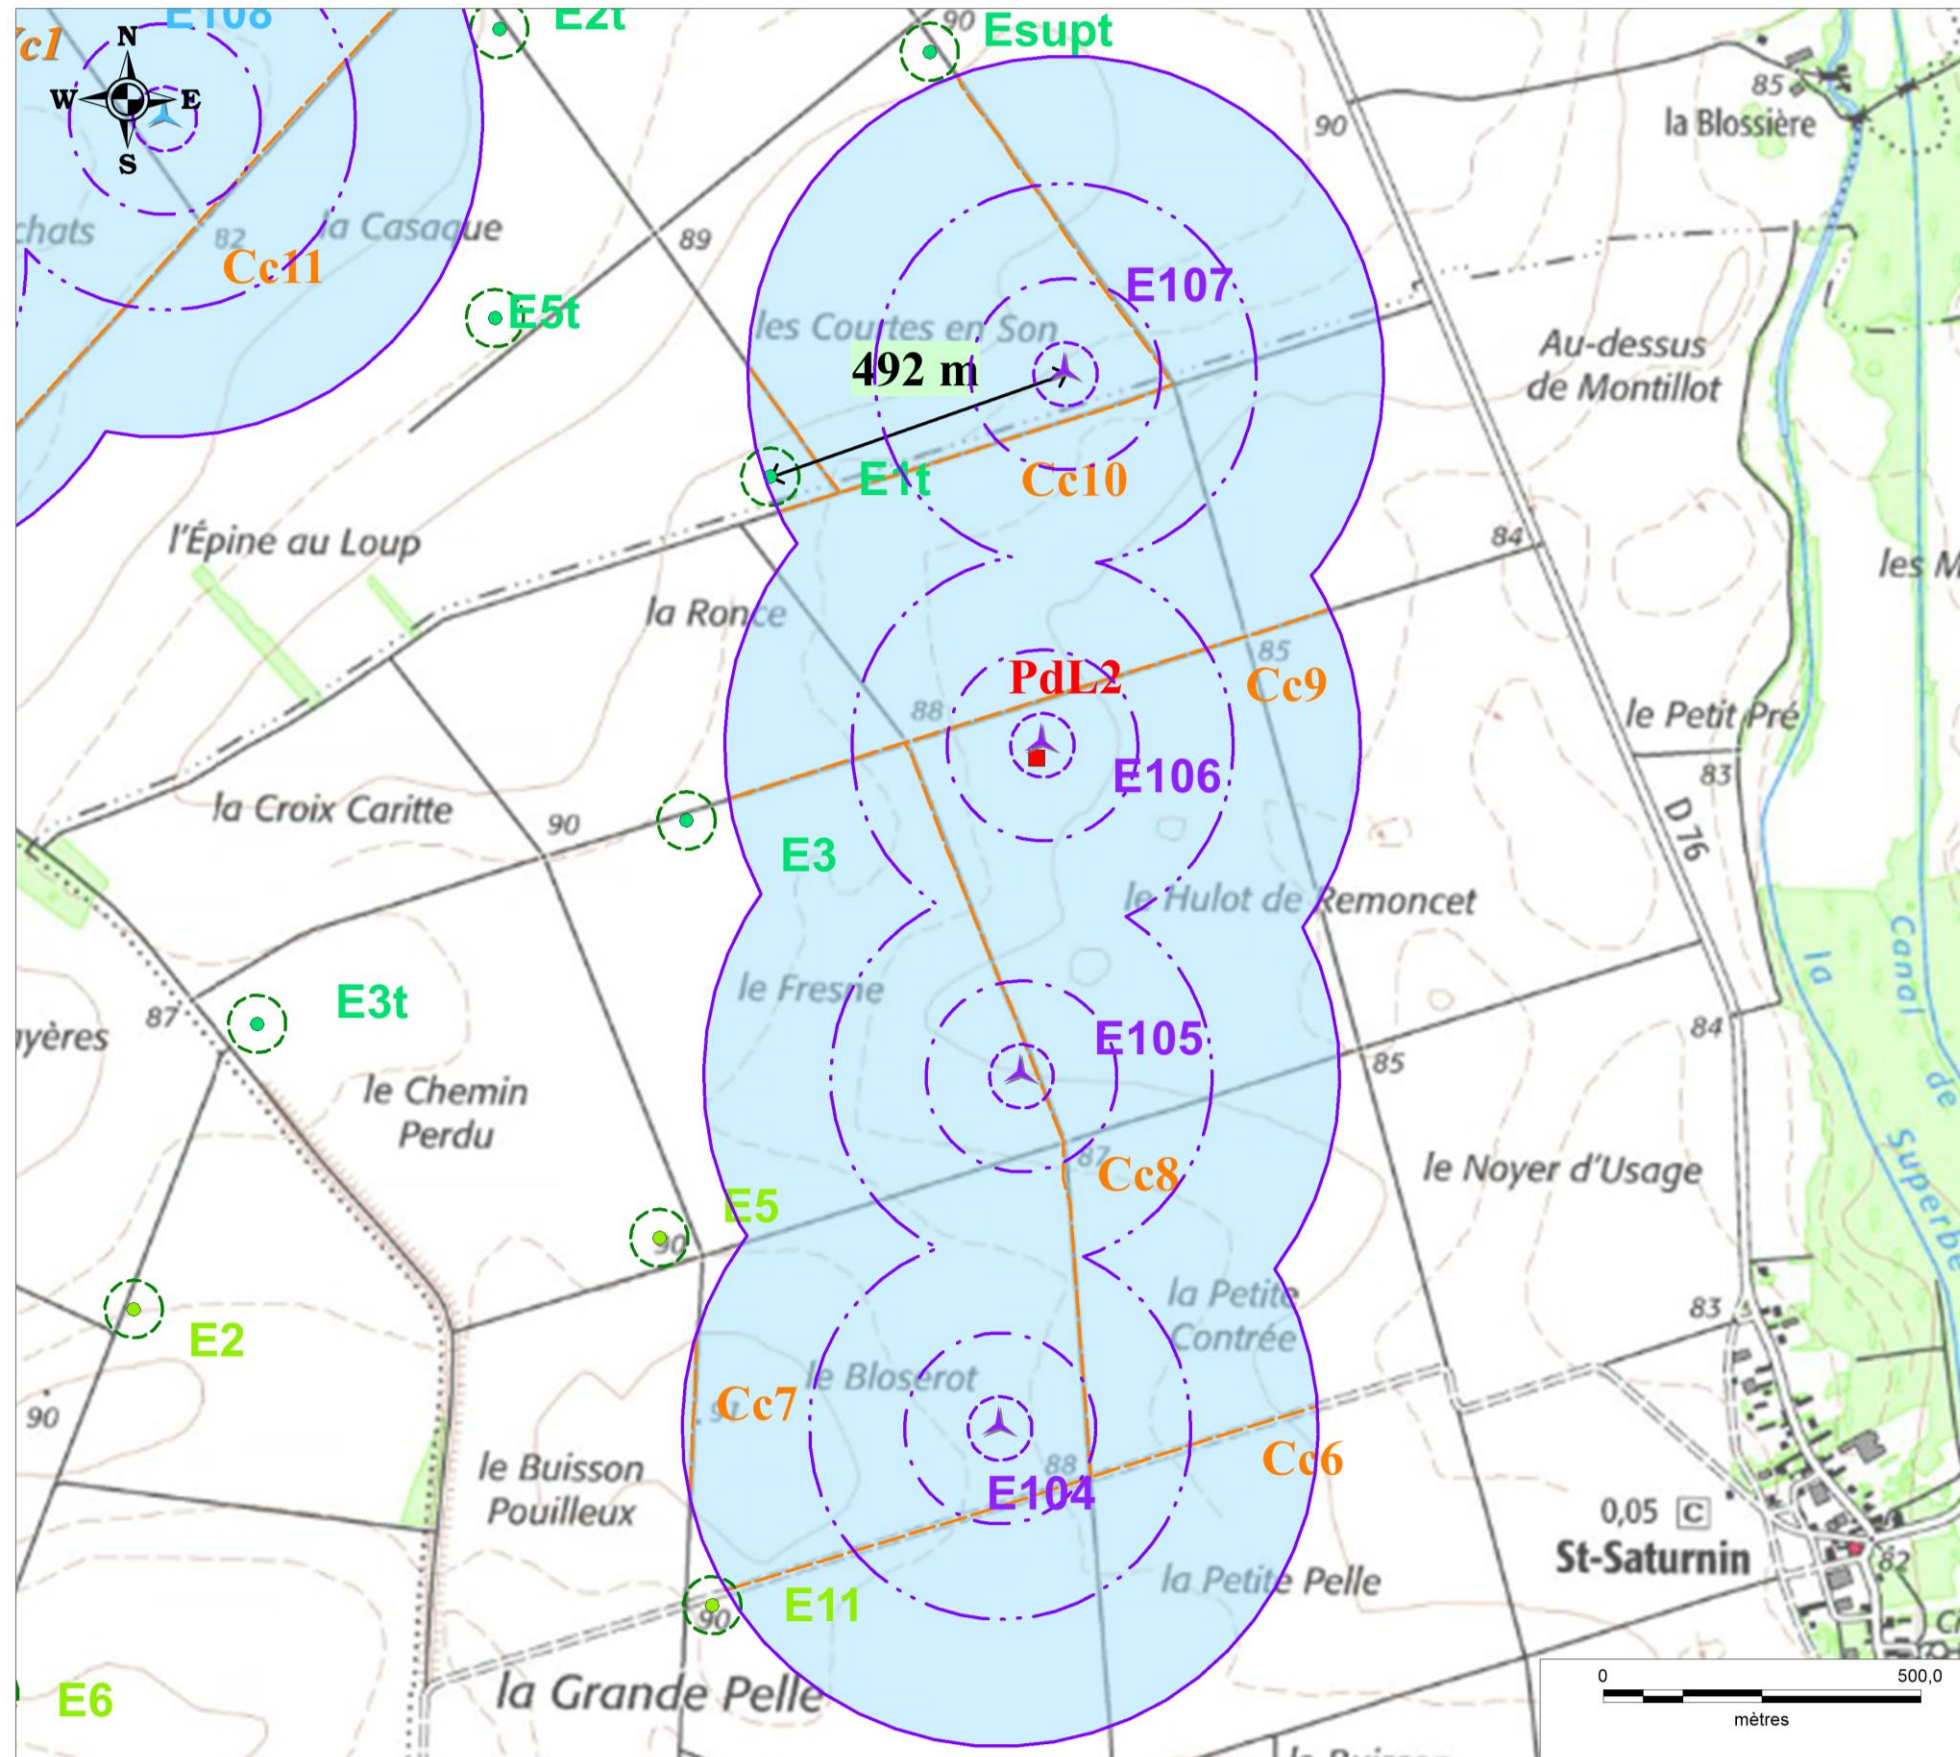 E108
E2t
90
Esupt
N
W
E
S
85
la Blossière
90
chats
82
la Casaque
89
Cc11
E5t
E107
les Courtes en Son
492 m
Au-dessus
de Montillot
E1t
Cc10
l'Épine au Loup
84
la Ronce
85
PdL2
Cc9
88
le Petit Pré
E106
83
la Croix Caritte
90
D 76
E3
le Hulot de Remoncet
le Fresne
la
Canal
de
E3t
87
84
E105
85
le Chemin
Perdu
87
Cc8
le Noyer d'Usage
Superbe
E5
90
la Petite
Contrée
83
E2
le Bloserot
Cc7
90
88
Cc6
le Buisson
Pouilleux
E104
0,05 C
St-Saturnin
82
la Petite Pelle
E11
90
la Grande Pelle
E6
0 500,0
mètres